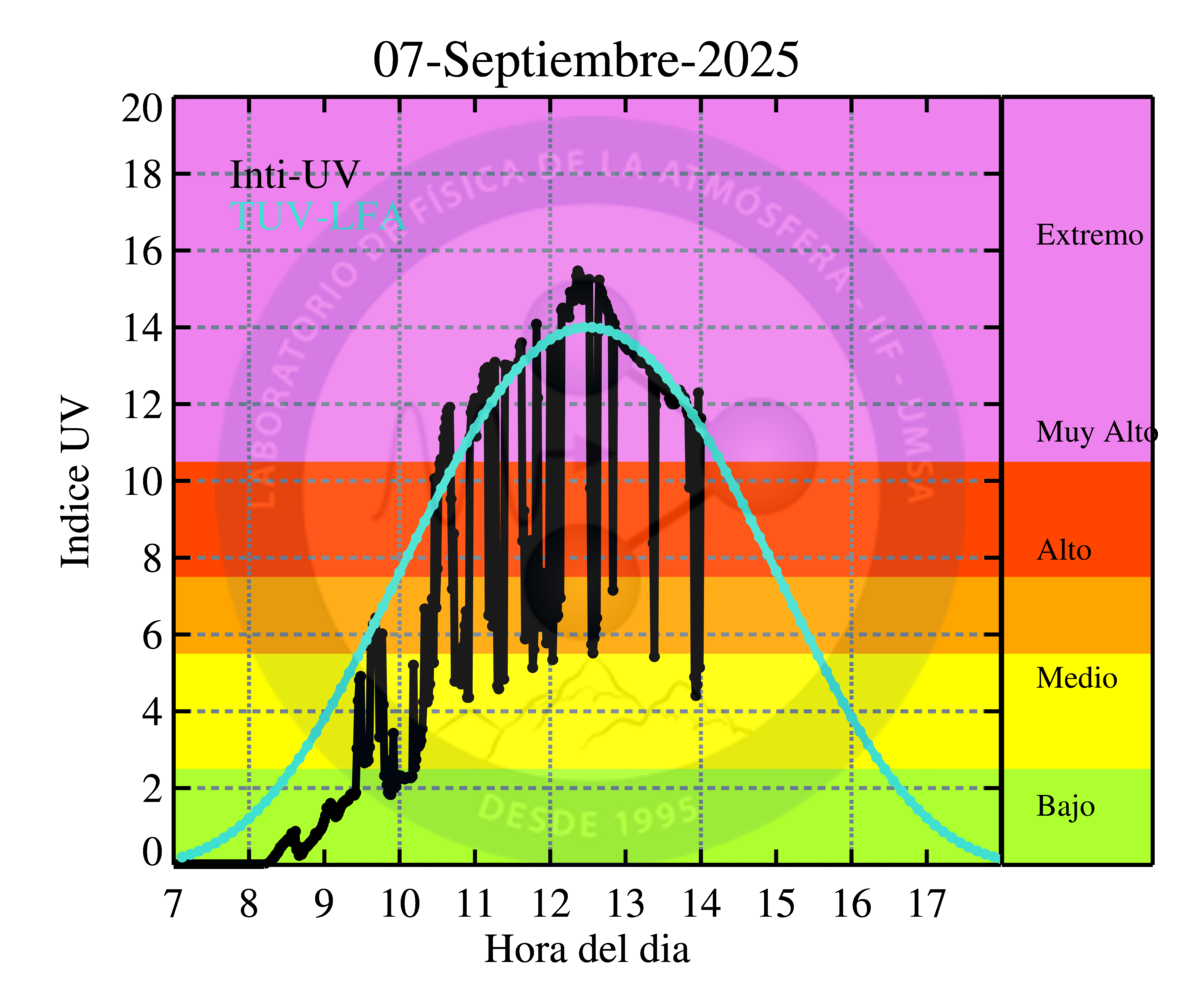 07-Septiembre-2025
20
18
16
14
12
10
8
6
4
2
0
Indice UV
Inti-UV
TUV-LFA
LABORATORIO DE FÍSICA DE LA ATMÓSFERA - IIF - UMSA
DESDE 1995
Extremo
Muy Alto
Alto
Medio
Bajo
7 8 9 10 11 12 13 14 15 16 17
Hora del dia